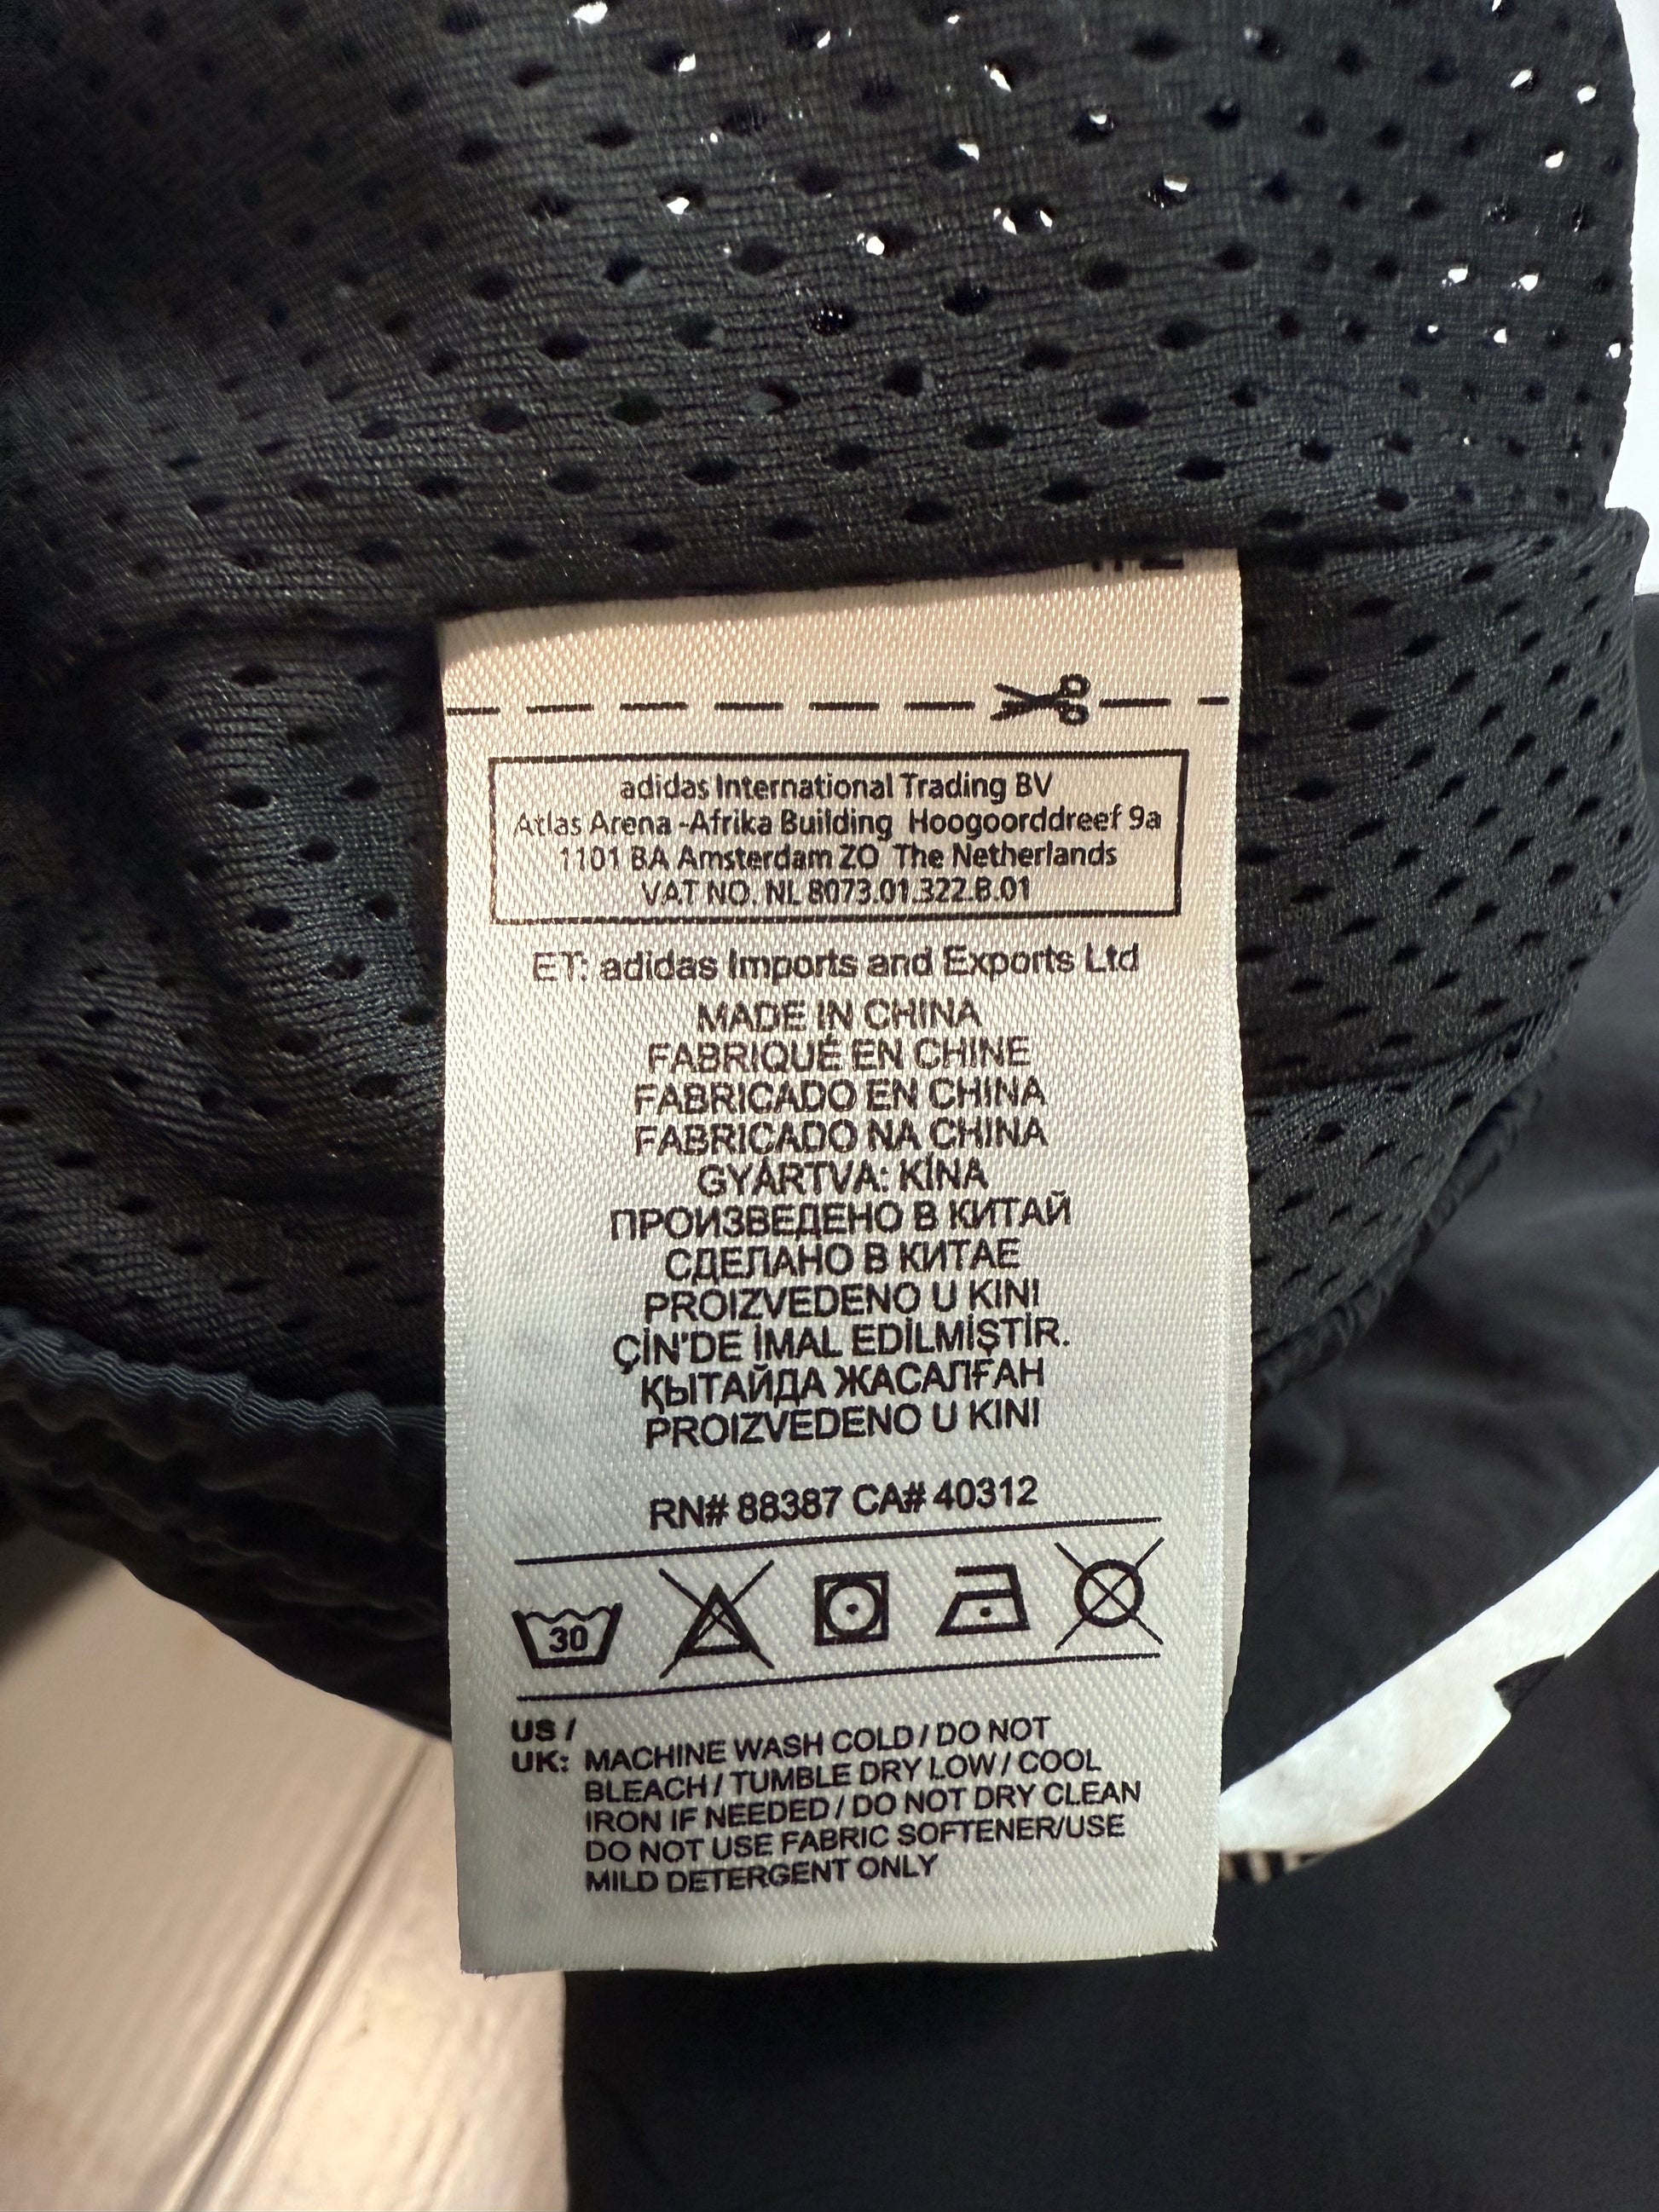 adidas International Trading BV
Atlas Arena -Afrika Building Hoogoorddreef 9a
1101 BA Amsterdam ZO The Netherlands
VAT NO. NL 8073.01.322.B.01
ET: adidas Imports and Exports Ltd
MADE IN CHINA
FABRIQUÉ EN CHINE
FABRICADO EN CHINA
FABRICADO NA CHINA
GYÁRTVA: KÍNA
ПРОИЗВЕДЕНО В КИТАЙ
СДЕЛАНО В КИТАЕ
PROIZVEDENO U KINI
ÇİN'DE İMAL EDİLMİŞTİR.
ҚЫТАЙДА ЖАСАЛҒАН
PROIZVEDENO U KINI
RN# 88387 CA# 40312
30
US /
UK: MACHINE WASH COLD / DO NOT
BLEACH / TUMBLE DRY LOW / COOL
IRON IF NEEDED / DO NOT DRY CLEAN
DO NOT USE FABRIC SOFTENER/USE
MILD DETERGENT ONLY